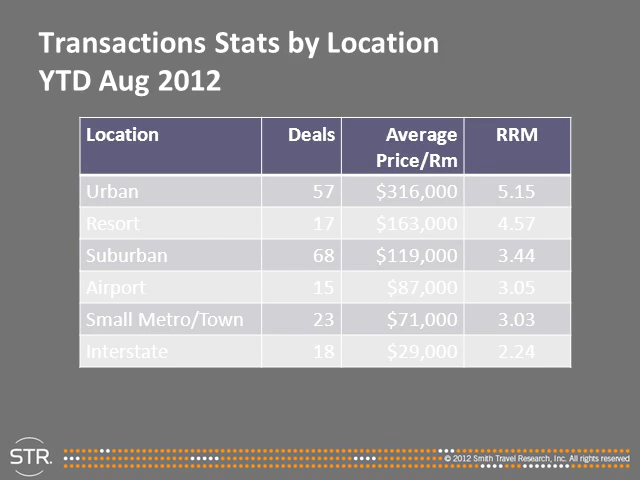 Transactions Stats by Location
YTD Aug 2012
Location Deals Average Price/Rm RRM
Urban 57 $316,000 5.15
Resort 17 $163,000 4.57
Suburban 68 $119,000 3.44
Airport 15 $87,000 3.05
Small Metro/Town 23 $71,000 3.03
Interstate 18 $29,000 2.24
STR.
© 2012 Smith Travel Research, Inc. All rights reserved